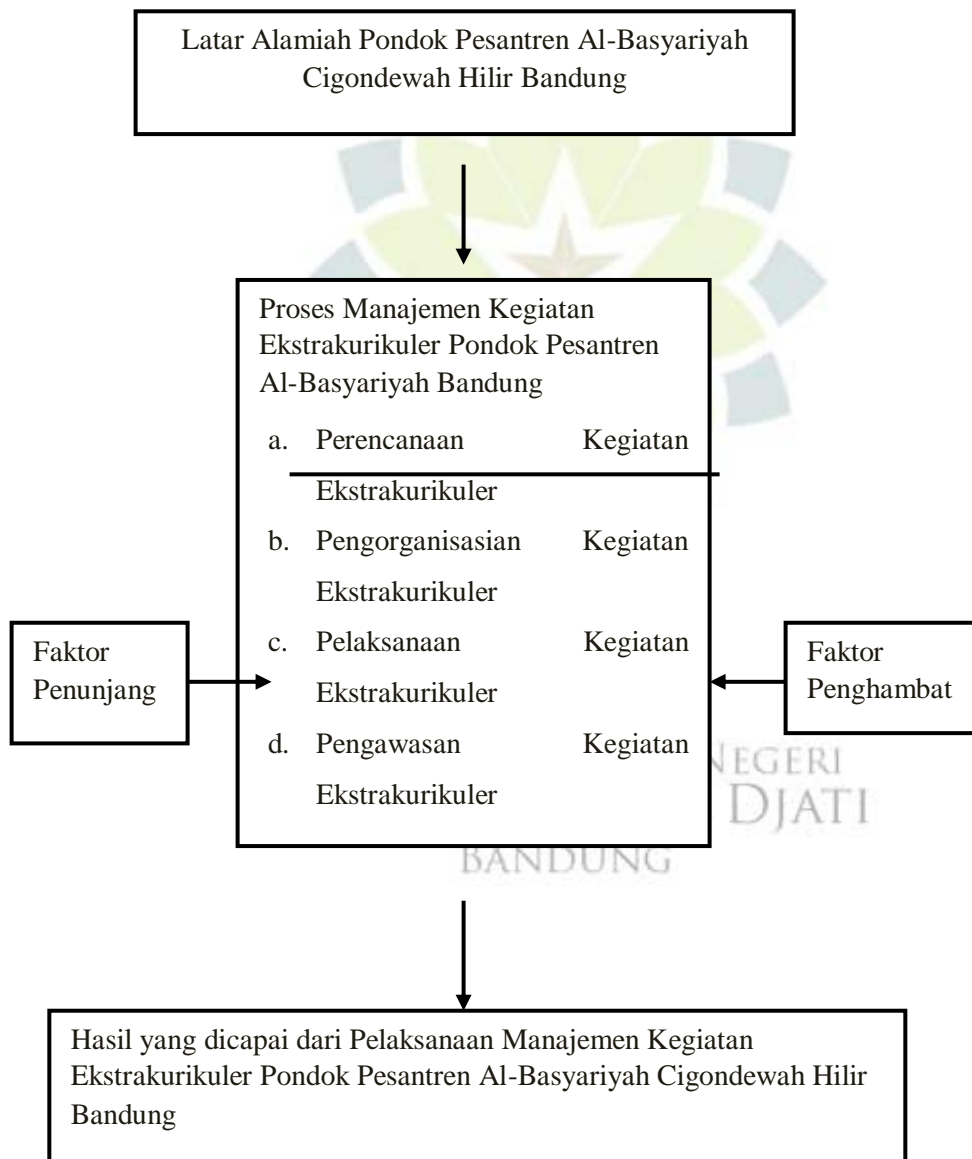 Latar Alamiah Pondok Pesantren Al-Basyariyah
Cigondewah Hilir Bandung
Proses Manajemen Kegiatan
Ekstrakurikuler Pondok Pesantren
Al-Basyariyah Bandung
a. Perencanaan Kegiatan
Ekstrakurikuler
b. Pengorganisasian Kegiatan
Ekstrakurikuler
c. Pelaksanaan Kegiatan
Ekstrakurikuler
d. Pengawasan Kegiatan
Ekstrakurikuler
Faktor
Penunjang
Faktor
Penghambat
NEGERI
DJATI
BANDUNG
Hasil yang dicapai dari Pelaksanaan Manajemen Kegiatan
Ekstrakurikuler Pondok Pesantren Al-Basyariyah Cigondewah Hilir
Bandung